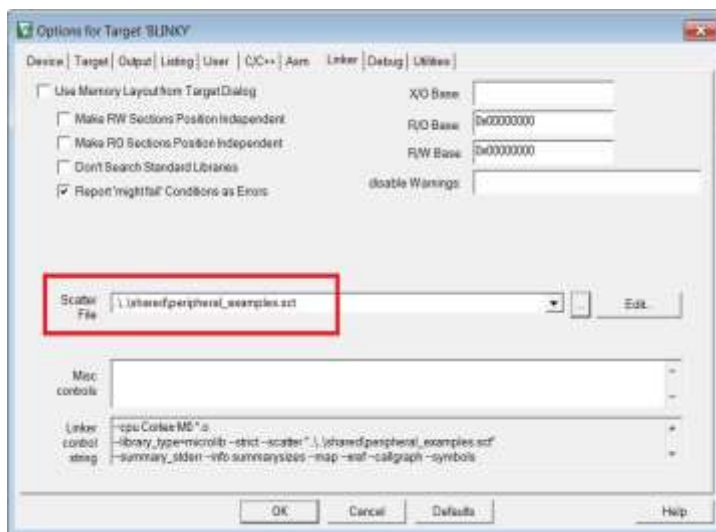 Options for Target 'BLINKY'
Device | Target | Output | Listing | User | C/C++ | Asm Linker | Debug | Utilities |
Use Memory Layout from Target Dialog
X/O Base:
Make RW Sections Position Independent
R/O Base: 0x00000000
Make RO Sections Position Independent
R/W Base 0x00000000
Don't Search Standard Libraries
disable Warnings:
Report 'might fail' Conditions as Errors
Scatter File
..\..\shared\peripheral_examples.sct
... Edit...
Misc controls
Linker control string
--cpu Cortex-M0 *.o
--library_type=microlib --strict --scatter "..\..\shared\peripheral_examples.sct"
--summary_stderr --info summarysizes --map --xref --callgraph --symbols
OK Cancel Defaults Help